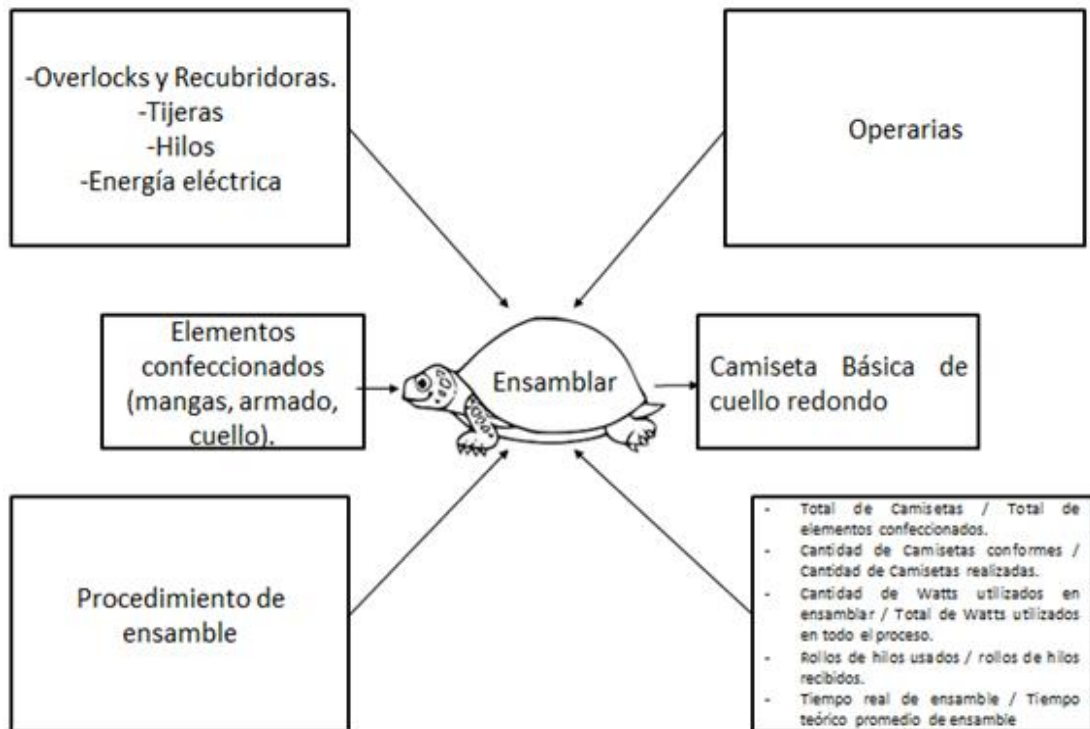 -Overlocks y Recubridoras.
-Tijeras
-Hilos
-Energía eléctrica
Operarias
Elementos
confeccionados
(mangas, armado,
cuello).
Ensamblar
Camiseta Básica de
cuello redondo
Procedimiento de
ensamble
- Total de Camisetas / Total de
elementos confeccionados.
- Cantidad de Camisetas conformes /
Cantidad de Camisetas realizadas.
- Cantidad de Watts utilizados en
ensamblar / Total de Watts utilizados
en todo el proceso.
- Rollos de hilos usados / rollos de hilos
recibidos.
- Tiempo real de ensamble / Tiempo
teórico promedio de ensamble